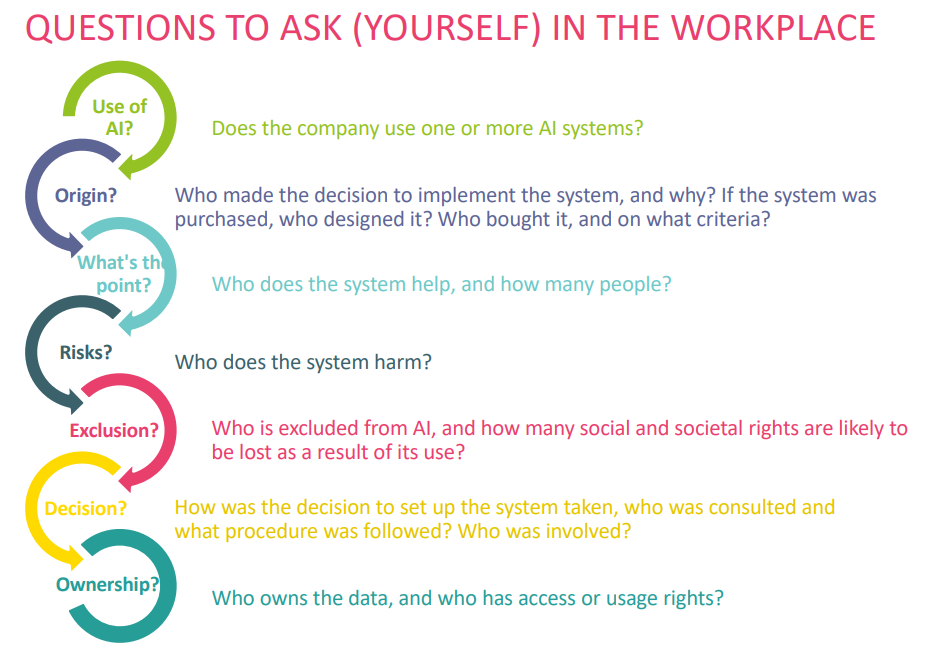 QUESTIONS TO ASK (YOURSELF) IN THE WORKPLACE
Use of
AI?
Does the company use one or more AI systems?
Origin?
Who made the decision to implement the system, and why? If the system was
purchased, who designed it? Who bought it, and on what criteria?
What's the
point?
Who does the system help, and how many people?
Risks?
Who does the system harm?
Exclusion?
Who is excluded from AI, and how many social and societal rights are likely to
be lost as a result of its use?
Decision?
How was the decision to set up the system taken, who was consulted and
what procedure was followed? Who was involved?
Ownership?
Who owns the data, and who has access or usage rights?